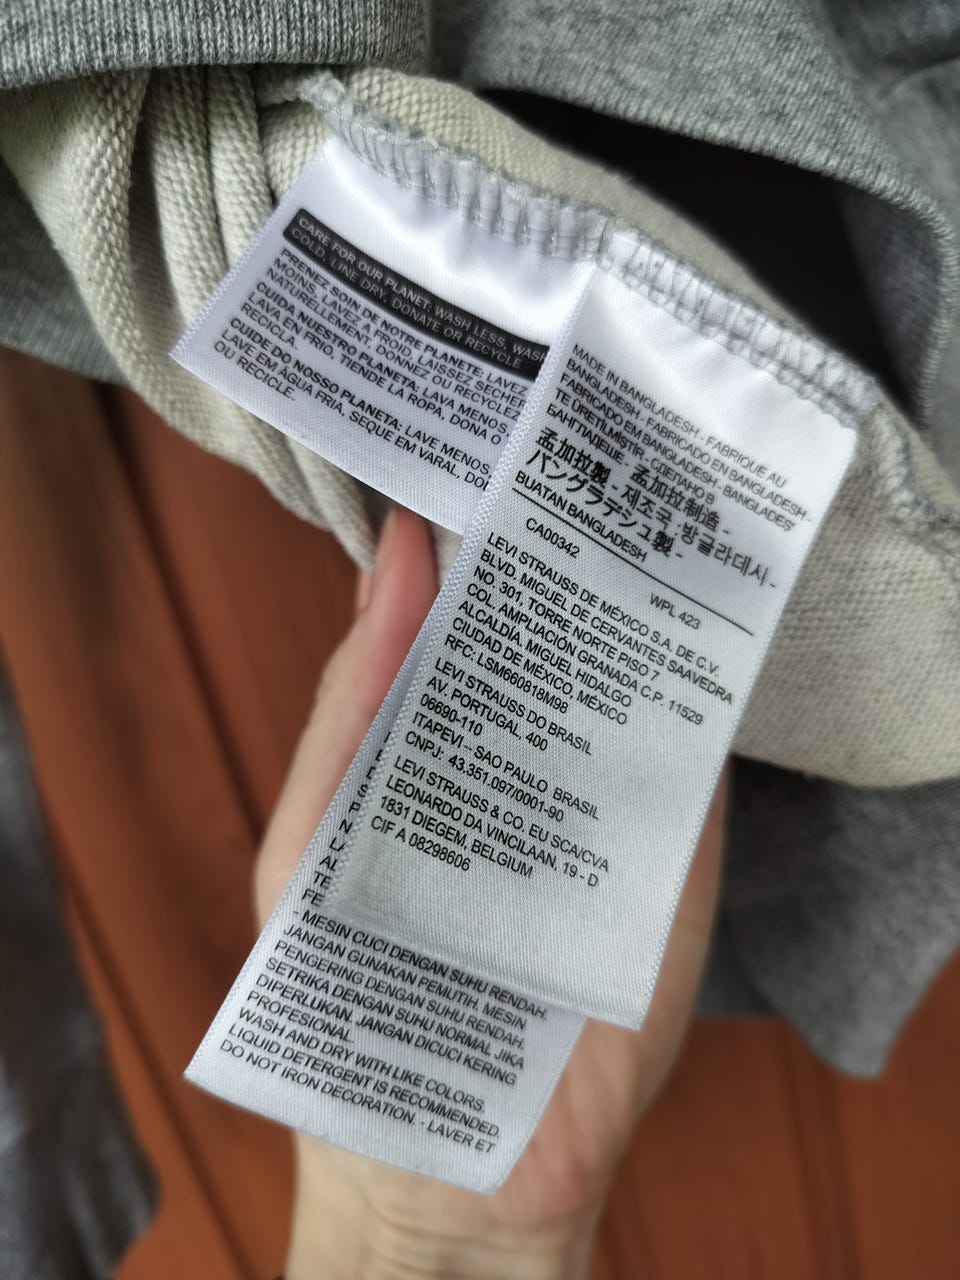 CARE FOR OUR PLANET: WASH LESS, WASH
COLD, LINE DRY, DONATE OR RECYCLE
PRENEZ SOIN DE NOTRE PLANETE: LAVEZ
MOINS, LAVEZ A FROID, LAISSEZ SECHER
NATURELLEMENT, DONNEZ OU RECYCLEZ
CUIDA NUESTRO PLANETA: LAVA MENOS
LAVA EN FRIO, TIENDE LA ROPA, DONA O
RECICLA.
CUIDE DO NOSSO PLANETA: LAVE MENOS
LAVE EM ÁGUA FRIA, SEQUE EM VARAL,
OU RECICLE.
MADE IN BANGLADESH - FABRIQUE AU
BANGLADESH - FABRICADO EN BANGLADESH -
FABRICADO EM BANGLADESH - BANGLADEŞ'
TE ÜRETILMIŞTIR - СДЕЛАНО В
БАНГЛАДЕШЕ
孟加拉製 - 孟加拉制造 -
バングラデシュ製 - 제조국: 방글라데시 -
BUATAN BANGLADESH
CA00342 WPL 423
LEVI STRAUSS DE MÉXICO S.A. DE C.V.
BLVD. MIGUEL DE CERVANTES SAAVEDRA
NO. 301, TORRE NORTE PISO 7
COL. AMPLIACIÓN GRANADA C.P. 11529
ALCALDÍA, MIGUEL HIDALGO
CIUDAD DE MÉXICO, MÉXICO
RFC: LSM660818M98
LEVI STRAUSS DO BRASIL
AV. PORTUGAL, 400
06690-110
ITAPEVI – SAO PAULO BRASIL
CNPJ: 43.351.097/0001-90
LEVI STRAUSS & CO. EU SCA/CVA
LEONARDO DA VINCILAAN, 19 - D
1831 DIEGEM, BELGIUM
CIF A 08298606
- MESIN CUCI DENGAN SUHU RENDAH.
JANGAN GUNAKAN PEMUTIH. MESIN
PENGERING DENGAN SUHU RENDAH.
SETRIKA DENGAN SUHU NORMAL JIKA
DIPERLUKAN. JANGAN DICUCI KERING
PROFESIONAL.
WASH AND DRY WITH LIKE COLORS.
LIQUID DETERGENT IS RECOMMENDED.
DO NOT IRON DECORATION. - LAVER ET